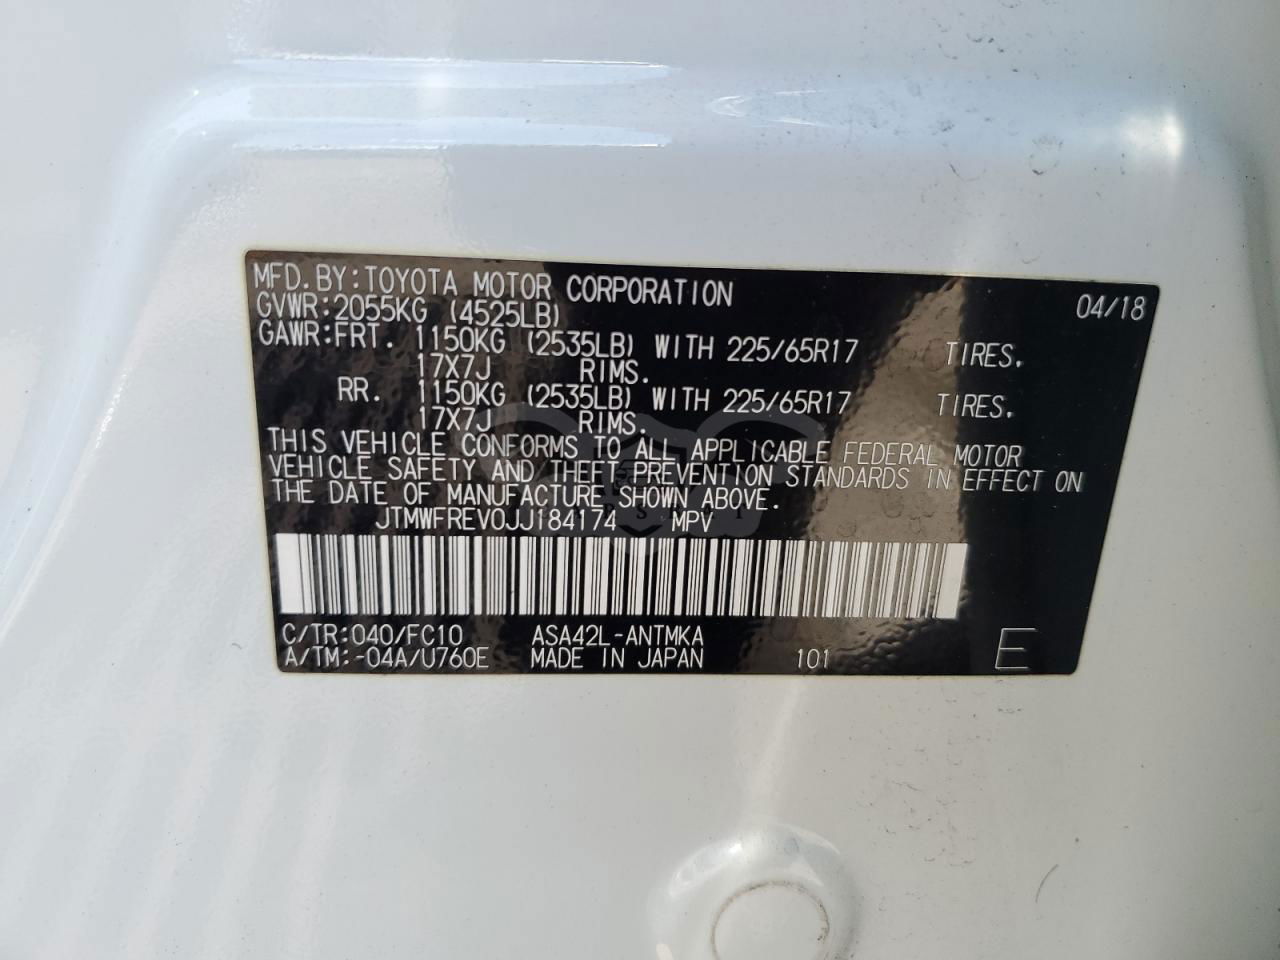 MFD.BY:TOYOTA MOTOR CORPORATION 04/18
GVWR:2055KG (4525LB)
GAWR:FRT. 1150KG (2535LB) WITH 225/65R17 TIRES.
17X7J RIMS.
RR. 1150KG (2535LB) WITH 225/65R17 TIRES.
17X7J RIMS.
THIS VEHICLE CONFORMS TO ALL APPLICABLE FEDERAL MOTOR
VEHICLE SAFETY AND THEFT PREVENTION STANDARDS IN EFFECT ON
THE DATE OF MANUFACTURE SHOWN ABOVE.
JTMWFREV0JJ184174 MPV
C/TR:040/FC10 ASA42L-ANTMKA
A/TM:-04A/U760E MADE IN JAPAN 101 E